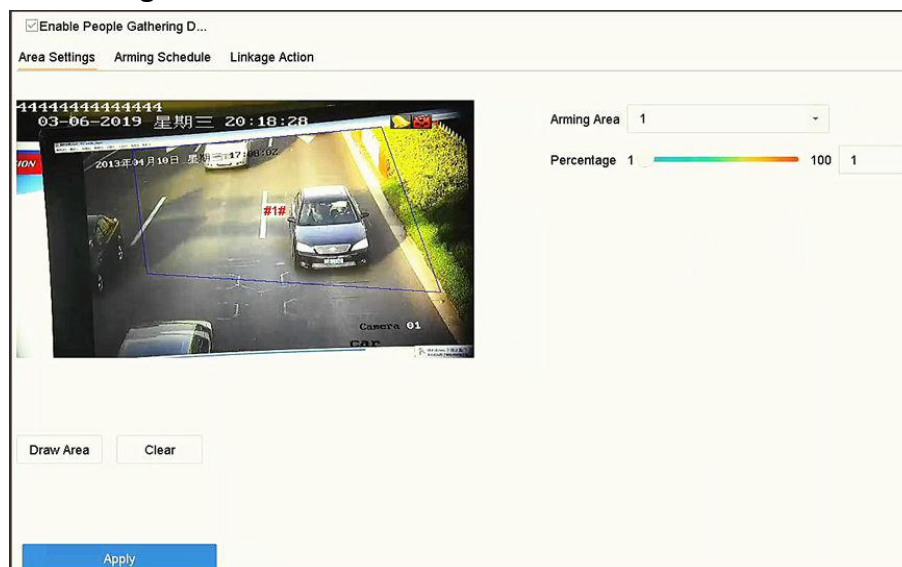 Enable People Gathering D...
Area Settings Arming Schedule Linkage Action
44444444444444
03-06-2019 星期三 20:18:28
2013年04月10日 星期三 17:08:02
#1#
Camera 01
car
Arming Area 1
Percentage 1 100 1
Draw Area Clear
Apply